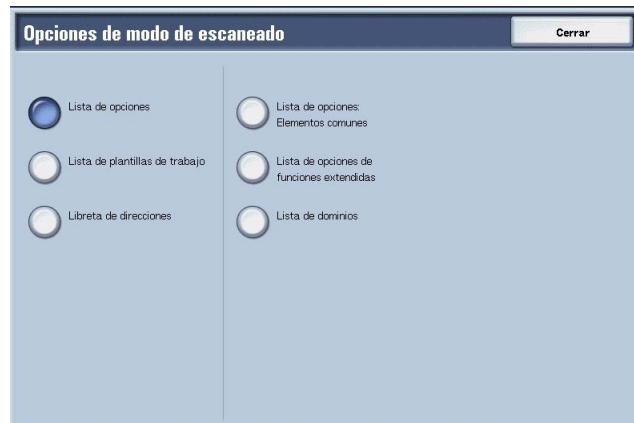 Opciones de modo de escaneado
Cerrar
Lista de opciones
Lista de plantillas de trabajo
Libreta de direcciones
Lista de opciones:
Elementos comunes
Lista de opciones de
funciones extendidas
Lista de dominios